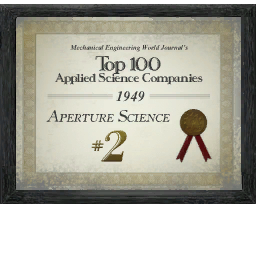 Mechanical Engineering World Journal's
Top 100
Applied Science Companies
1949
APERTURE SCIENCE
#2